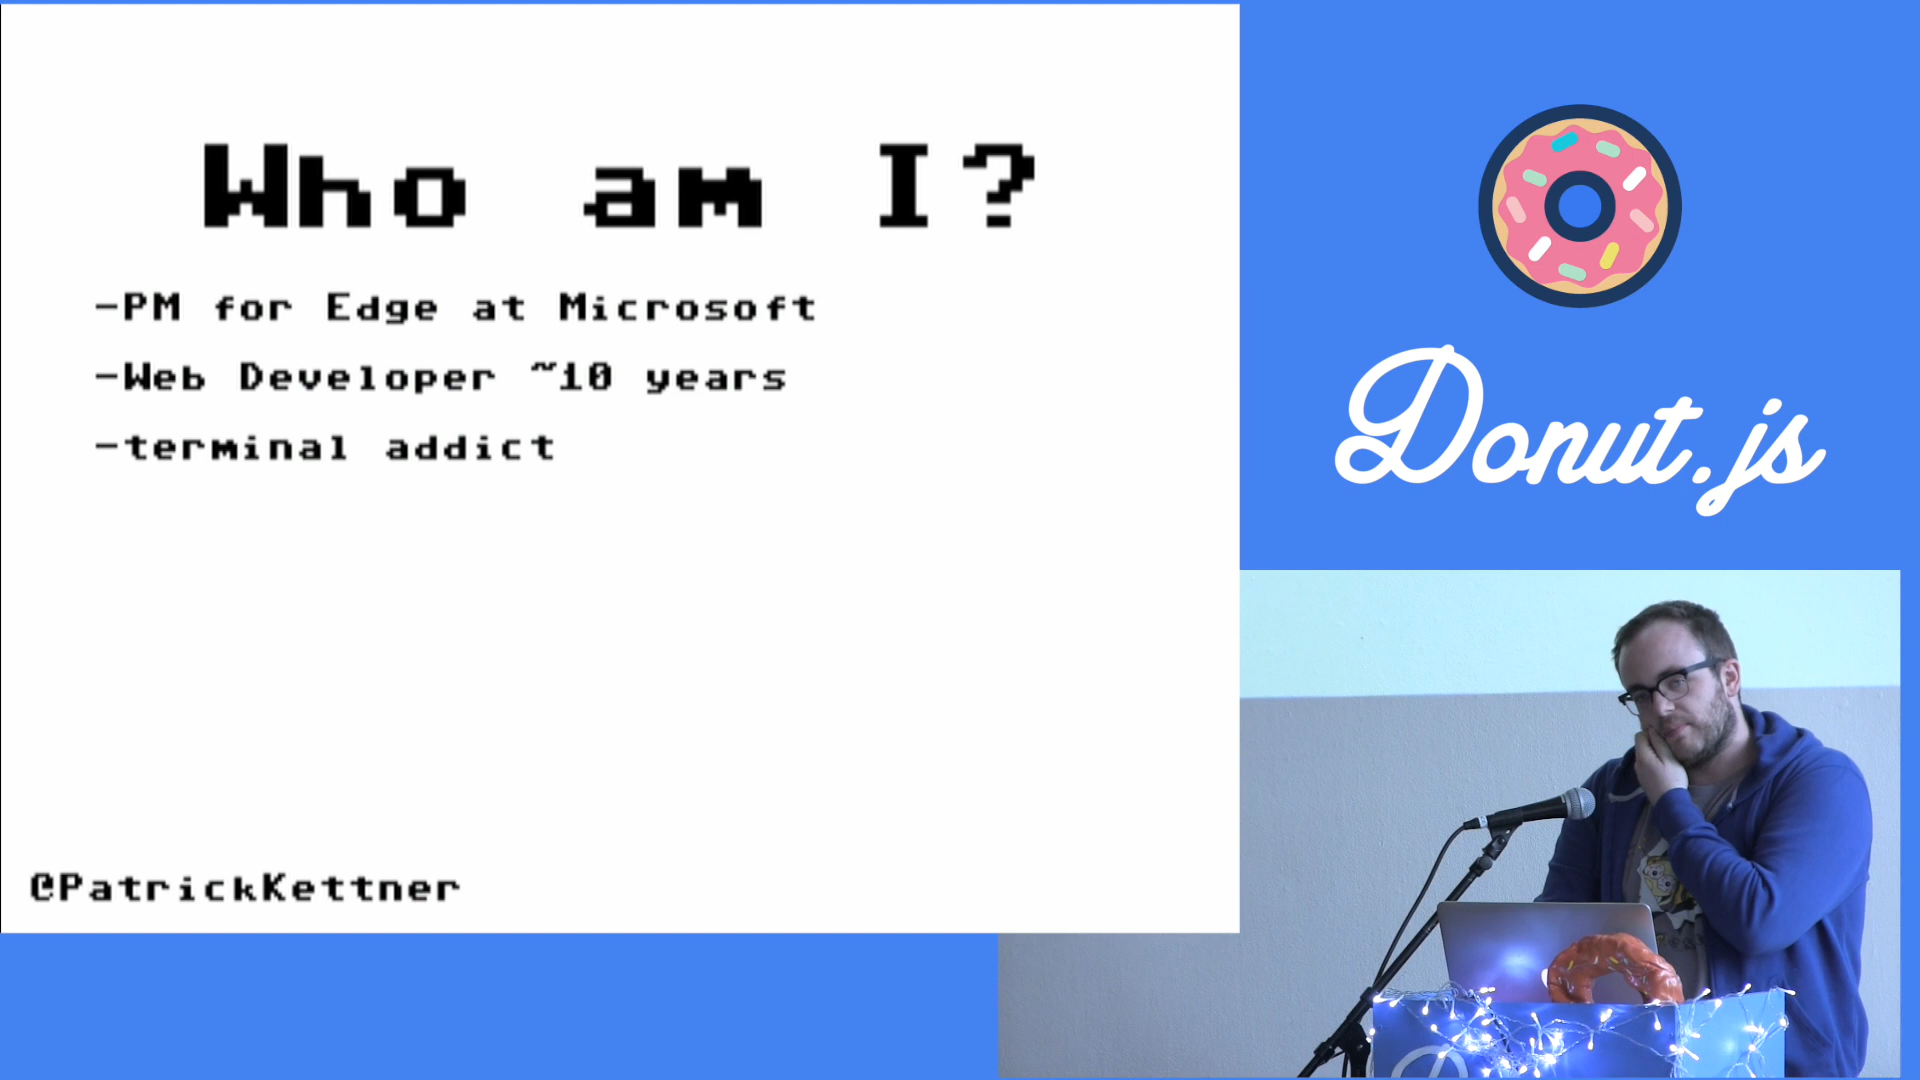 Who am I?
-PM for Edge at Microsoft
-Web Developer ~10 years
-terminal addict
@PatrickKettner
Donut.js